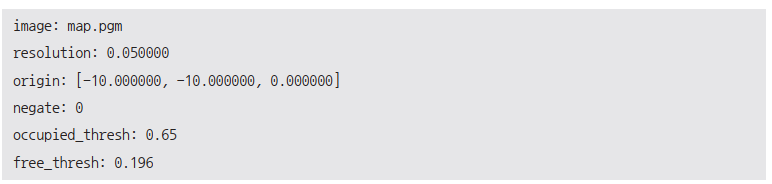 image: map.pgm
resolution: 0.050000
origin: [-10.000000, -10.000000, 0.000000]
negate: 0
occupied_thresh: 0.65
free_thresh: 0.196